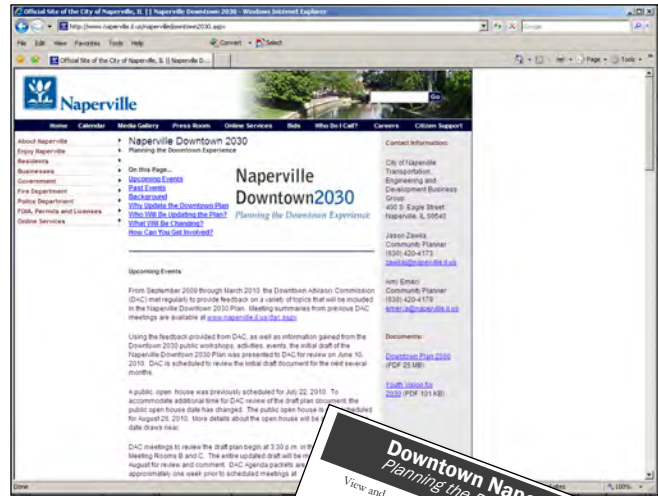 Official Site of the City of Naperville, IL || Naperville Downtown 2030 - Windows Internet Explorer
http://www.naperville.il.us/napervilledowntown2030.aspx
File Edit View Favorites Tools Help
Convert Select
Official Site of the City of Naperville, IL || Naperville D...
Page Tools
Naperville
Go
Home Calendar Media Gallery Press Room Online Services Bids Who Do I Call? Careers Citizen Support
About Naperville
Enjoy Naperville
Residents
Businesses
Government
Fire Department
Police Department
FOIA, Permits and Licenses
Online Services
Naperville Downtown 2030
Planning the Downtown Experience
On this Page...
Upcoming Events
Past Events
Background
Why Update the Downtown Plan
Who Will Be Updating the Plan?
What Will Be Changing?
How Can You Get Involved?
Naperville
Downtown2030
Planning the Downtown Experience
Upcoming Events
From September 2009 through March 2010, the Downtown Advisory Commission
(DAC) met regularly to provide feedback on a variety of topics that will be included
in the Naperville Downtown 2030 Plan. Meeting summaries from previous DAC
meetings are available at www.naperville.il.us/dac.aspx.
Using the feedback provided from DAC, as well as information gained from the
Downtown 2030 public workshops, activities, events, the initial draft of the
Naperville Downtown 2030 Plan was presented to DAC for review on June 10,
2010. DAC is scheduled to review the initial draft document for the next several
months.
A public open house was previously scheduled for July 22, 2010. To
accommodate additional time for DAC review of the draft plan document, the
public open house date has changed. The public open house is
for August 26, 2010. More details about the open house will be
date draws near.
DAC meetings to review the draft plan begin at 3:30 p.m. in th
Meeting Rooms B and C. The entire updated draft will be
August for review and comment. DAC Agenda packets are
approximately one week prior to scheduled meetings at
Contact Information:
City of Naperville
Transportation,
Engineering and
Development Business
Group
400 S. Eagle Street
Naperville, IL 60540
Jason Zawila
Community Planner
(630) 420-4173
zawilaj@naperville.il.us
Amy Emery
Community Planner
(630) 420-4179
emerya@naperville.il.us
Documents:
Downtown Plan 2000
(PDF 25 MB)
Youth Vision for
2030 (PDF 101 KB)
Downtown Nap
Planning the
View and
Done
100%